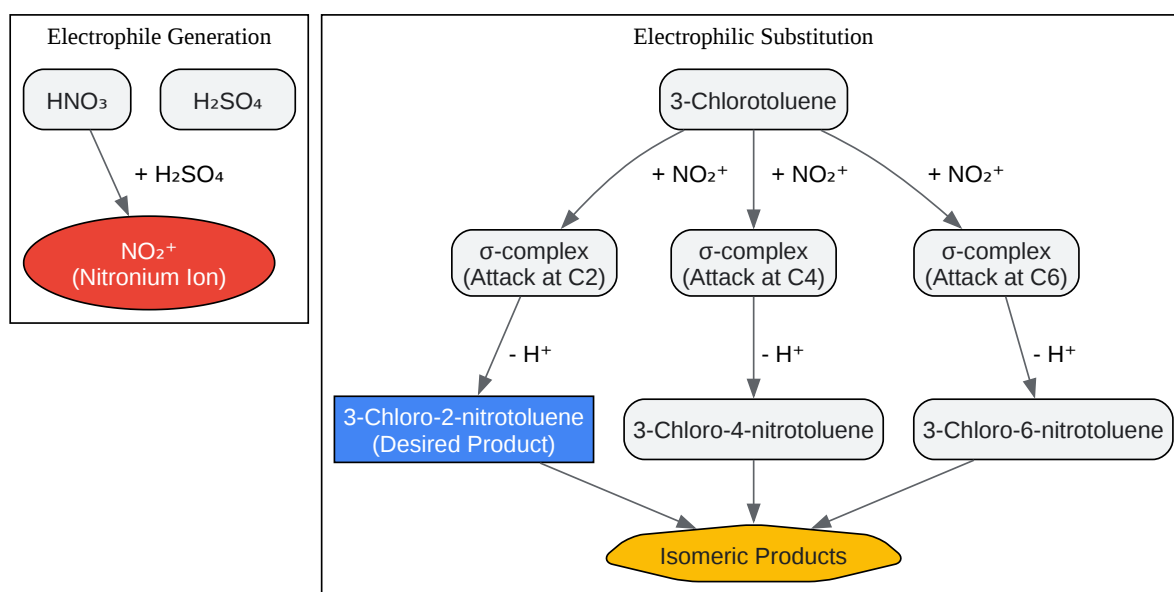 Electrophile Generation
HNO₃
H₂SO₄
+ H₂SO₄
NO₂⁺
(Nitronium Ion)
Electrophilic Substitution
3-Chlorotoluene
+ NO₂⁺
+ NO₂⁺
+ NO₂⁺
σ-complex
(Attack at C2)
σ-complex
(Attack at C4)
σ-complex
(Attack at C6)
- H⁺
- H⁺
- H⁺
3-Chloro-2-nitrotoluene
(Desired Product)
3-Chloro-4-nitrotoluene
3-Chloro-6-nitrotoluene
Isomeric Products